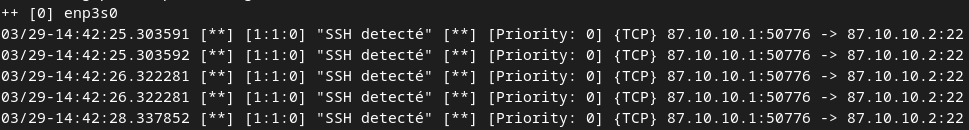 ++ [0] enp3s0
03/29-14:42:25.303591 [**] [1:1:0] "SSH detecté" [**] [Priority: 0] {TCP} 87.10.10.1:50776 -> 87.10.10.2:22
03/29-14:42:25.303592 [**] [1:1:0] "SSH detecté" [**] [Priority: 0] {TCP} 87.10.10.1:50776 -> 87.10.10.2:22
03/29-14:42:26.322281 [**] [1:1:0] "SSH detecté" [**] [Priority: 0] {TCP} 87.10.10.1:50776 -> 87.10.10.2:22
03/29-14:42:26.322281 [**] [1:1:0] "SSH detecté" [**] [Priority: 0] {TCP} 87.10.10.1:50776 -> 87.10.10.2:22
03/29-14:42:28.337852 [**] [1:1:0] "SSH detecté" [**] [Priority: 0] {TCP} 87.10.10.1:50776 -> 87.10.10.2:22